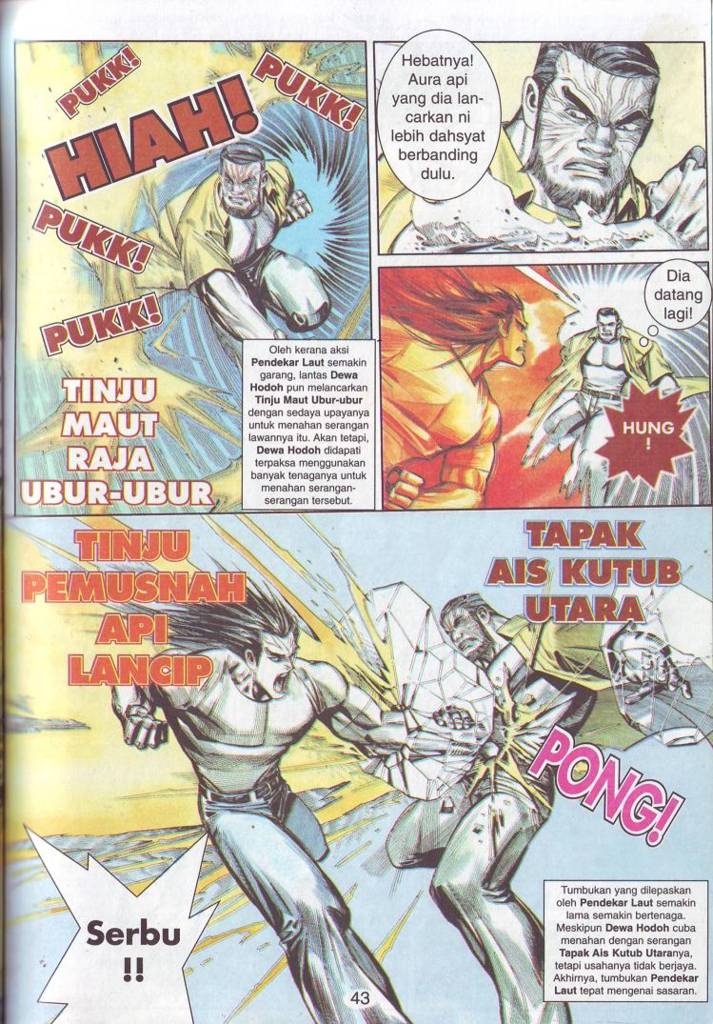 PUKK!
PUKK!
HIAH!
PUKK!
PUKK!
TINJU
MAUT
RAJA
UBUR-UBUR
Oleh kerana aksi
Pendekar Laut semakin
garang, lantas Dewa
Hodoh pun melancarkan
Tinju Maut Ubur-ubur
dengan sedaya upayanya
untuk menahan serangan
lawannya itu. Akan tetapi,
Dewa Hodoh didapati
terpaksa menggunakan
banyak tenaganya untuk
menahan serangan-
serangan tersebut.
Hebatnya!
Aura api
yang dia lan-
carkan ni
lebih dahsyat
berbanding
dulu.
Dia
datang
lagi!
HUNG
!
TINJU
PEMUSNAH
API
LANCIP
TAPAK
AIS KUTUB
UTARA
PONG!
Serbu
!!
Tumbukan yang dilepaskan
oleh Pendekar Laut semakin
lama semakin bertenaga.
Meskipun Dewa Hodoh cuba
menahan dengan serangan
Tapak Ais Kutub Utaranya,
tetapi usahanya tidak berjaya.
Akhirnya, tumbukan Pendekar
Laut tepat mengenai sasaran.
43